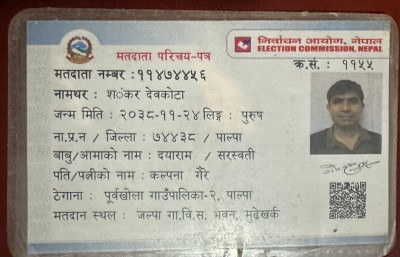 निर्वाचन आयोग, नेपाल
ELECTION COMMISSION, NEPAL
मतदाता परिचय-पत्र
क्र.सं. : ११५५
मतदाता नम्बर : ११४७४४५६
नामथर : शंकर देवकोटा
जन्म मिति : २०३८-११-२४ लिङ्ग : पुरुष
ना.प्र.न / जिल्ला : ७४४३८ / पाल्पा
बाबु/आमाको नाम : दयाराम / सरस्वती
पति/पत्नीको नाम : कल्पना गैरे
ठेगाना : पूर्वखोला गाउँपालिका-२, पाल्पा
मतदान स्थल : जल्पा गा.वि.स. भवन, मुढेखर्क